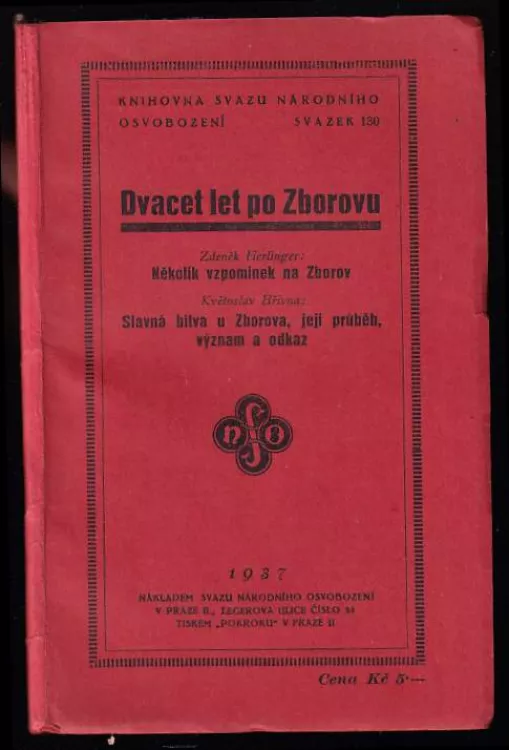 KNIHOVNA SVAZU NÁRODNÍHO
OSVOBOZENÍ SVAZEK 130
Dvacet let po Zborovu
Zdeněk Herlinger:
Několik vzpomínek na Zborov
Květoslav Hřivna:
Slavná bitva u Zborova, její průběh,
význam a odkaz
n S o
1937
NÁKLADEM SVAZU NÁRODNÍHO OSVOBOZENÍ
V PRAZE II., LEGEROVA ULICE ČÍSLO
TISKEM „POKROKU“ V PRAZE II
Cena Kč 5·—